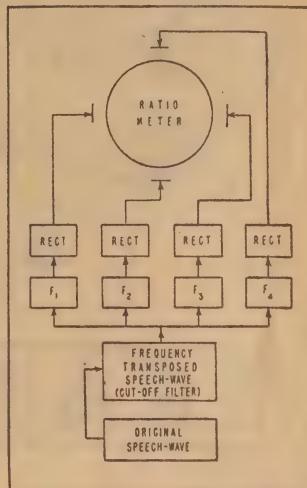 RATIO
METER
RECT
RECT
RECT
RECT
F₁
F₂
F₃
F₄
FREQUENCY
TRANSPOSED
SPEECH-WAVE
(CUT-OFF FILTER)
ORIGINAL
SPEECH-WAVE